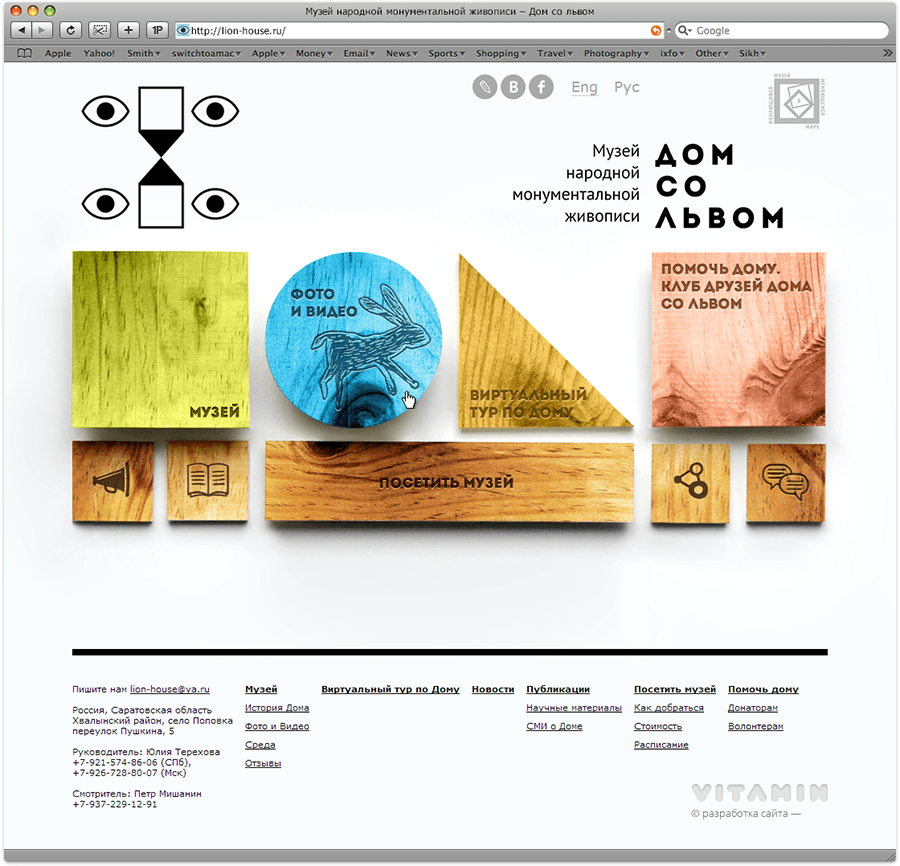 Музей народной монументальной живописи – Дом со львом
1P
http://lion-house.ru/
Google
Apple Yahoo! Smith switchtoamac Apple Money Email News Sports Shopping Travel Photography ixfo Other Sikh
В f Eng Рус
МУЗЕЙ
МИРЕ
Музей
народной
монументальной
живописи
ДОМ
СО
ЛЬВОМ
МУЗЕЙ
ФОТО
И ВИДЕО
ВИРТУАЛЬНЫЙ
ТУР ПО ДОМУ
ПОМОЧЬ ДОМУ.
КЛУБ ДРУЗЕЙ ДОМА
СО ЛЬВОМ
ПОСЕТИТЬ МУЗЕЙ
Пишите нам lion-house@ya.ru
Россия, Саратовская область
Хвалынский район, село Поповка
переулок Пушкина, 5
Руководитель: Юлия Терехова
+7-921-574-86-06 (СПб),
+7-926-728-80-07 (Мск)
Смотритель: Петр Мишанин
+7-937-229-12-91
Музей
История Дома
Фото и Видео
Среда
Отзывы
Виртуальный тур по Дому
Новости
Публикации
Научные материалы
СМИ о Доме
Посетить музей
Как добраться
Стоимость
Расписание
Помочь дому
Донаторам
Волонтерам
VITAMIN
© разработка сайта —